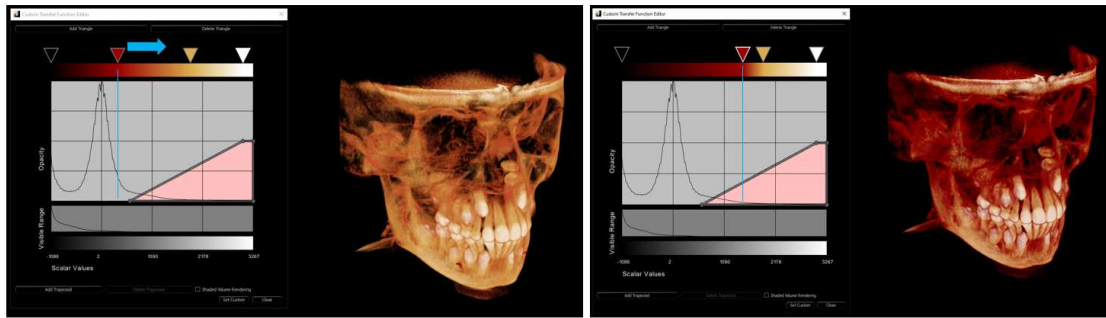 Custom Transfer Function Editor
Add Triangle Delete Triangle
Opacity
Visible Range
-1086 2 1090 2178 3267
Scalar Values
Add Trapezoid Delete Trapezoid Shaded Volume Rendering
Set Custom Close
Custom Transfer Function Editor
Add Triangle Delete Triangle
Opacity
Visible Range
-1086 2 1090 2178 3267
Scalar Values
Add Trapezoid Delete Trapezoid Shaded Volume Rendering
Set Custom Close